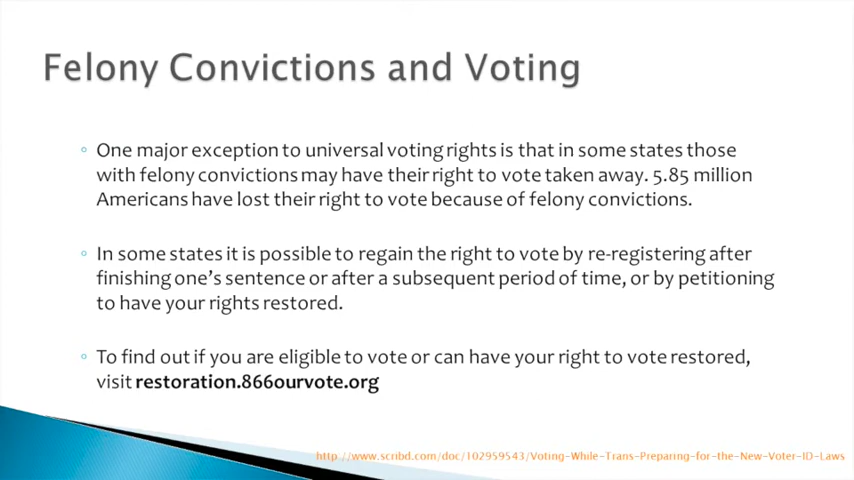 Felony Convictions and Voting
One major exception to universal voting rights is that in some states those
with felony convictions may have their right to vote taken away. 5.85 million
Americans have lost their right to vote because of felony convictions.
In some states it is possible to regain the right to vote by re-registering after
finishing one's sentence or after a subsequent period of time, or by petitioning
to have your rights restored.
To find out if you are eligible to vote or can have your right to vote restored,
visit restoration.866ourvote.org
http://www.scribd.com/doc/102959543/Voting-While-Trans-Preparing-for-the-New-Voter-ID-Laws